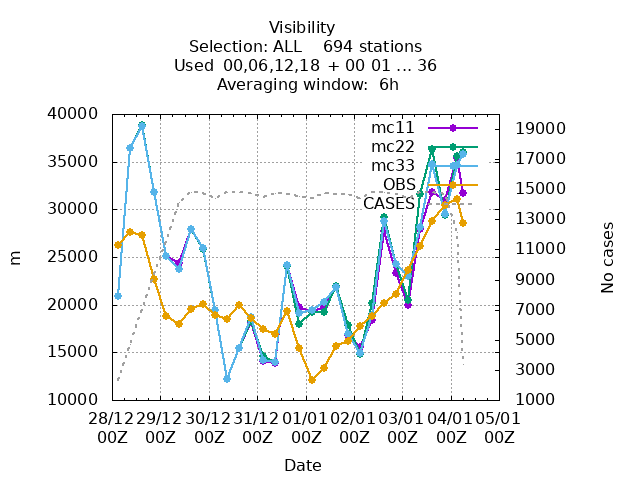 Visibility
Selection: ALL 694 stations
Used 00,06,12,18 + 00 01 ... 36
Averaging window: 6h
40000
35000
30000
25000
20000
15000
10000
m
19000
17000
15000
13000
11000
9000
7000
5000
3000
1000
No cases
mc11
mc22
mc33
OBS
CASES
28/12 29/12 30/12 31/12 01/01 02/01 03/01 04/01 05/01
00Z 00Z 00Z 00Z 00Z 00Z 00Z 00Z 00Z
Date